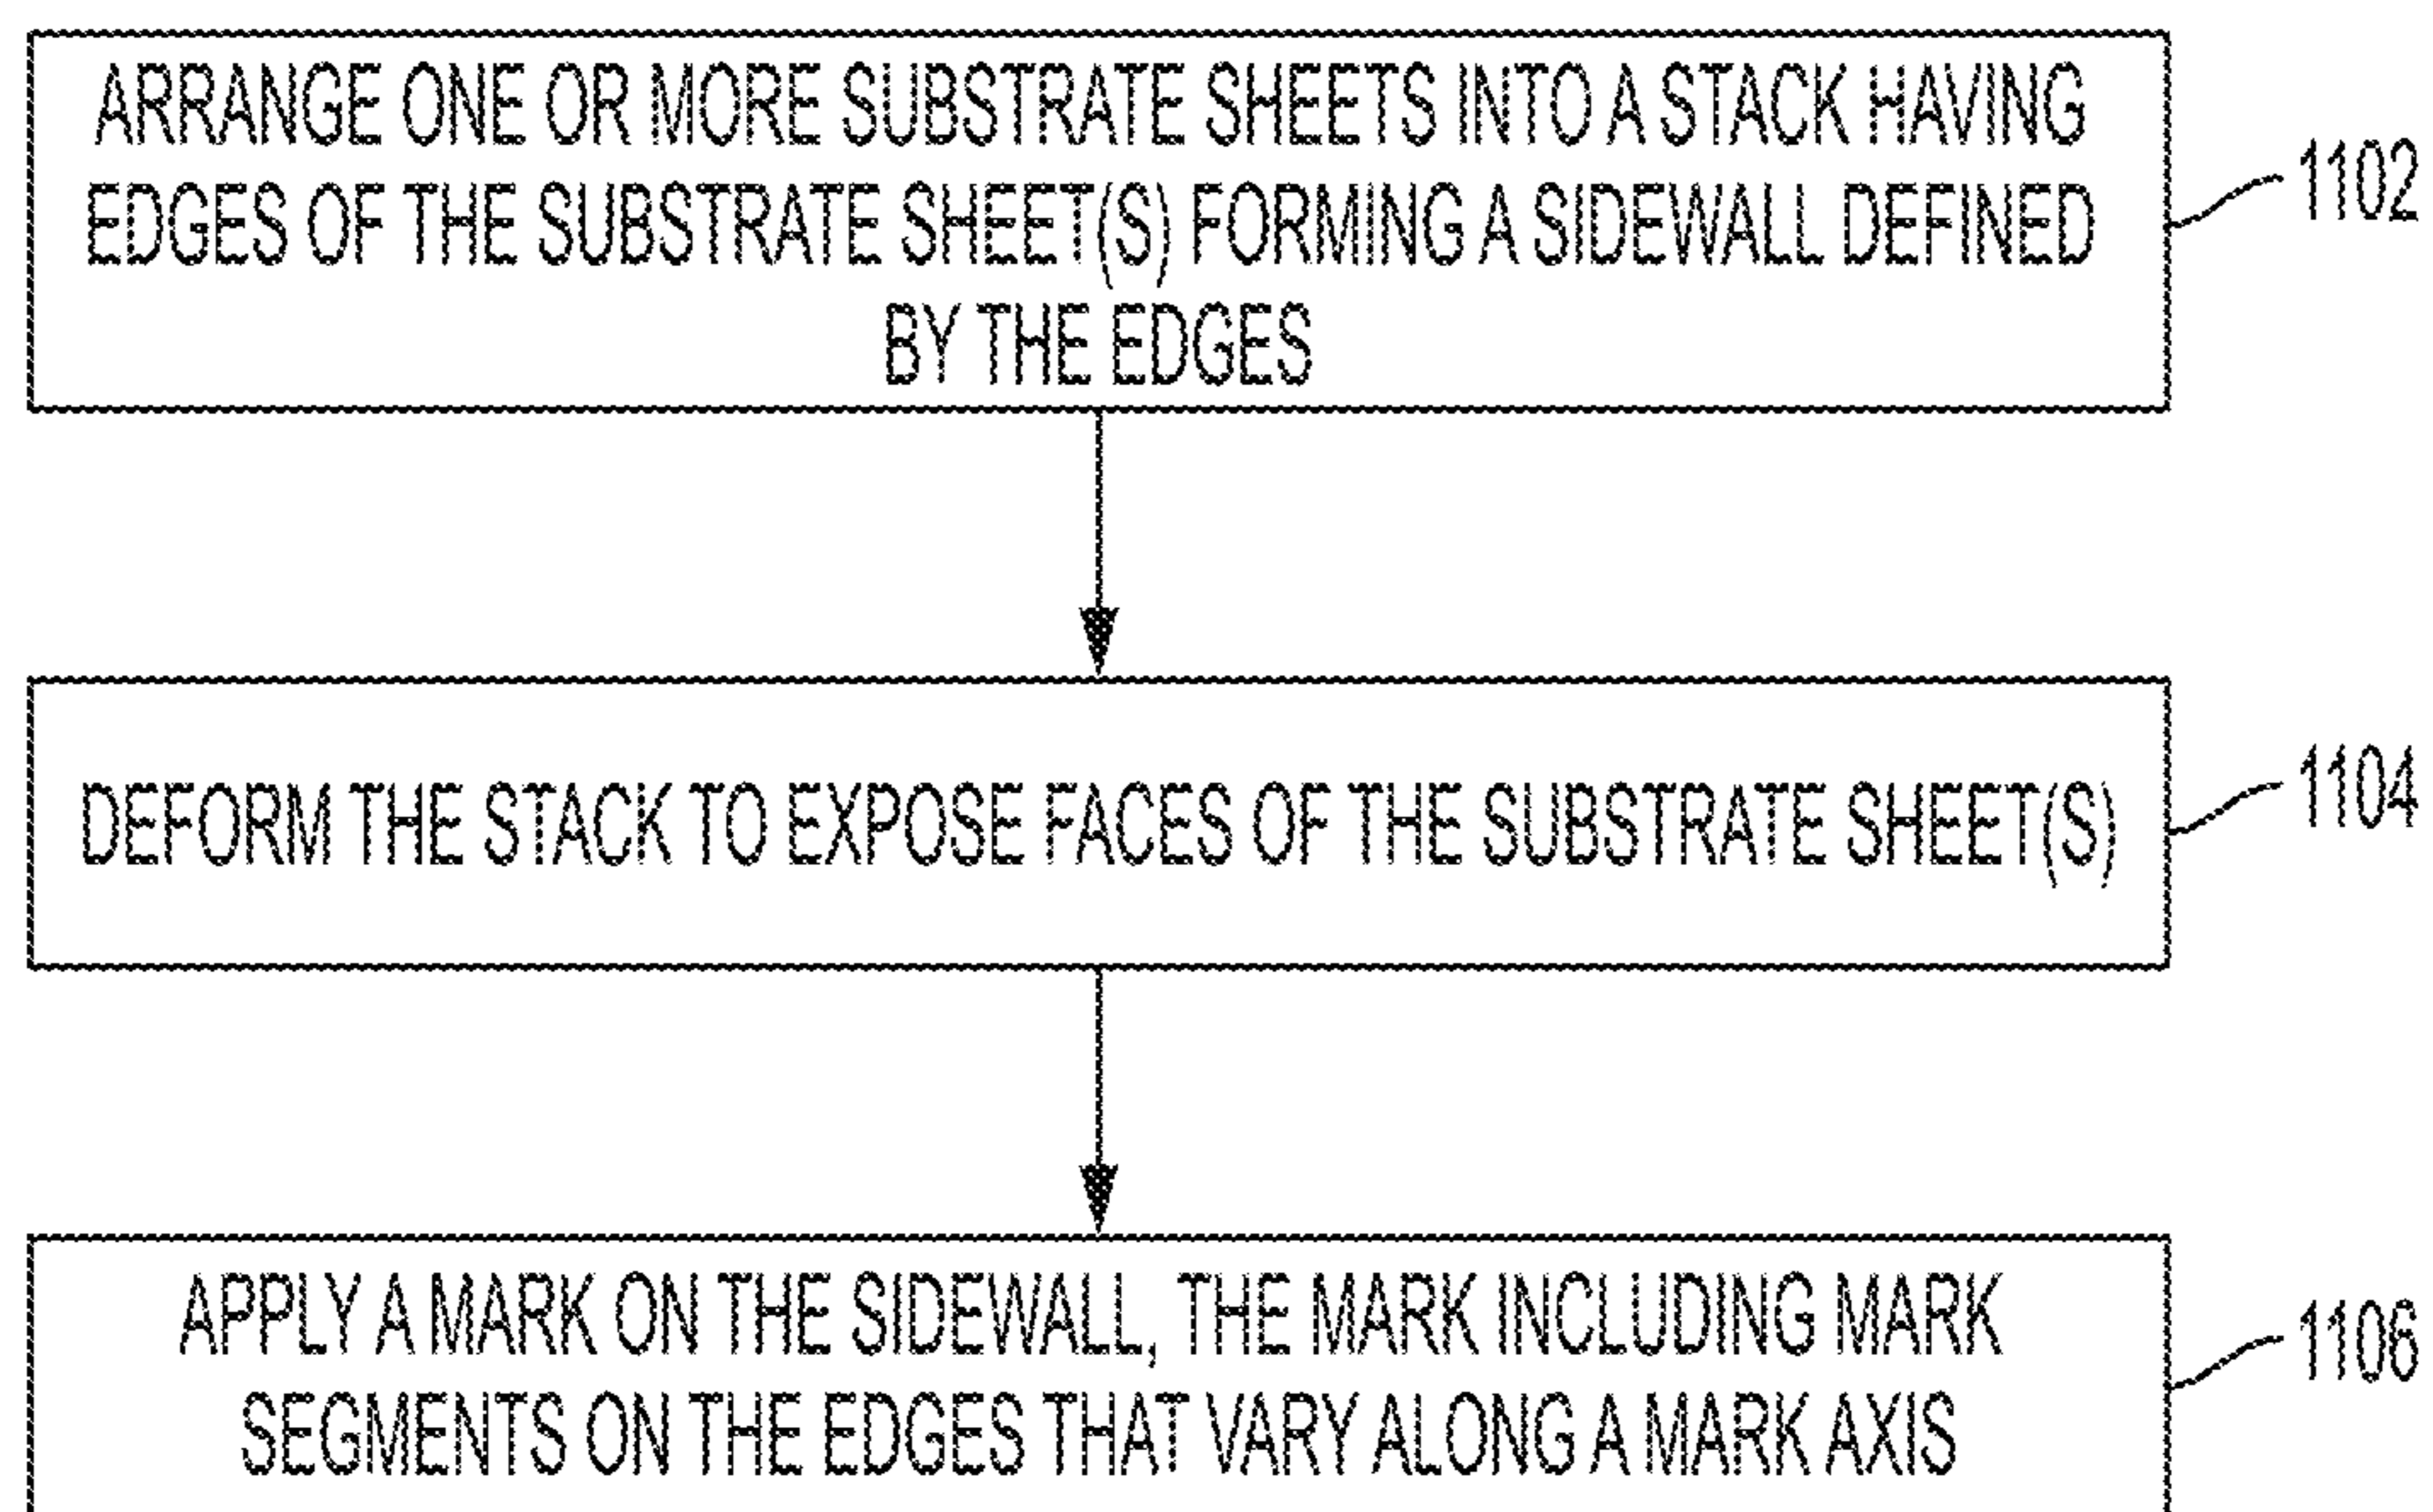 ARRANGE ONE OR MORE SUBSTRATE SHEETS INTO A STACK HAVING
EDGES OF THE SUBSTRATE SHEET(S) FORMING A SIDEWALL DEFINED
BY THE EDGES
1102
DEFORM THE STACK TO EXPOSE FACES OF THE SUBSTRATE SHEET(S)
1104
APPLY A MARK ON THE SIDEWALL, THE MARK INCLUDING MARK
SEGMENTS ON THE EDGES THAT VARY ALONG A MARK AXIS
1106